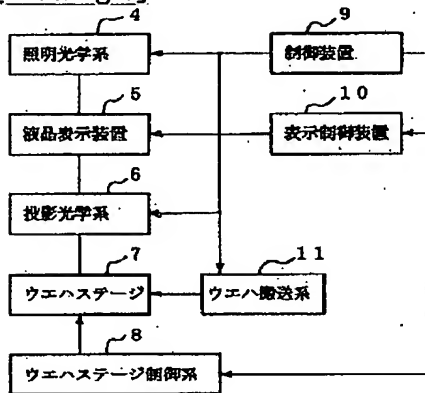 4 9
照明光学系 制御装置
5 10
液晶表示装置 表示制御装置
6
投影光学系
7 11
ウエハステージ ウエハ搬送系
8
ウエハステージ制御系